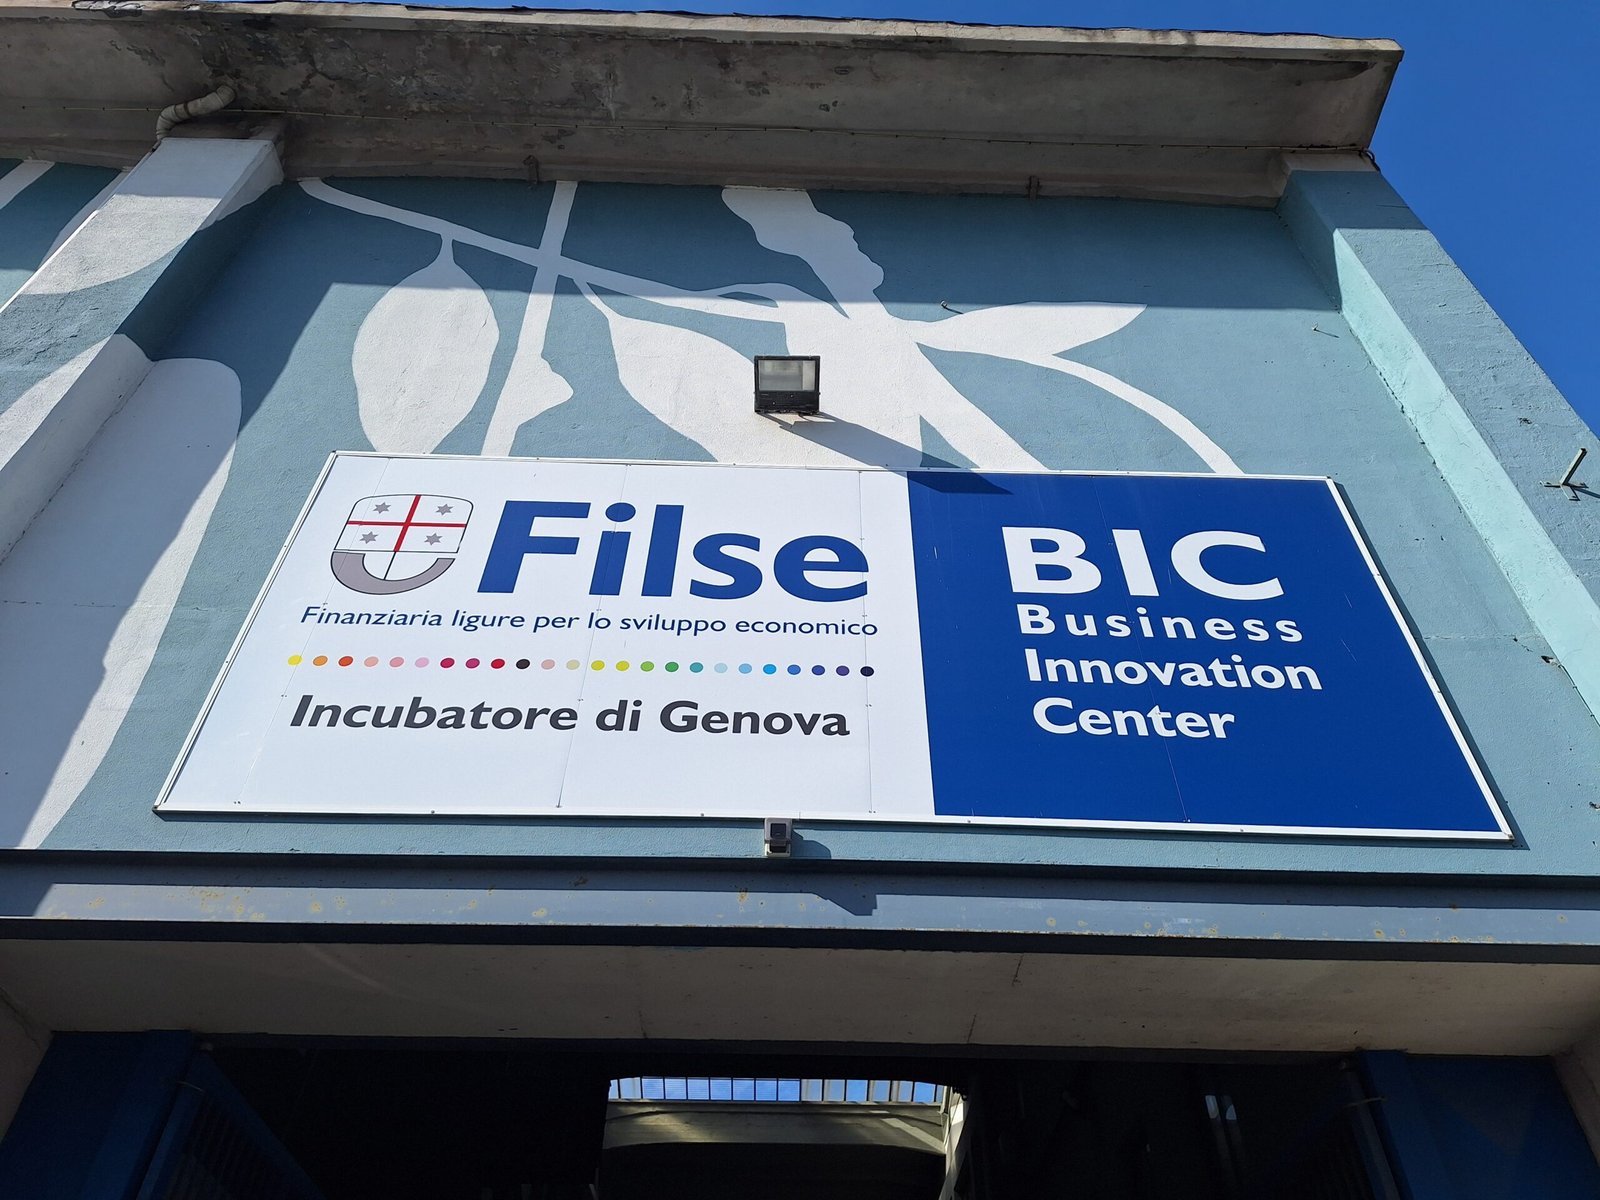 Filse
Finanziaria ligure per lo sviluppo economico
Incubatore di Genova
BIC
Business
Innovation
Center